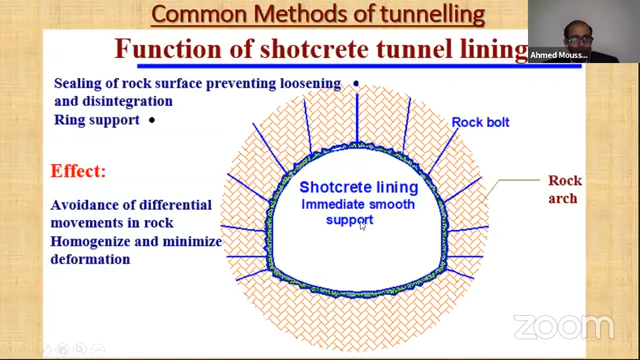 Common Methods of tunnelling
Function of shotcrete tunnel lining
Ahmed Mouss...
Sealing of rock surface preventing loosening •
and disintegration
Ring support •
Rock bolt
Effect:
Shotcrete lining
Immediate smooth
support
Rock
arch
Avoidance of differential
movements in rock
Homogenize and minimize
deformation
zoom